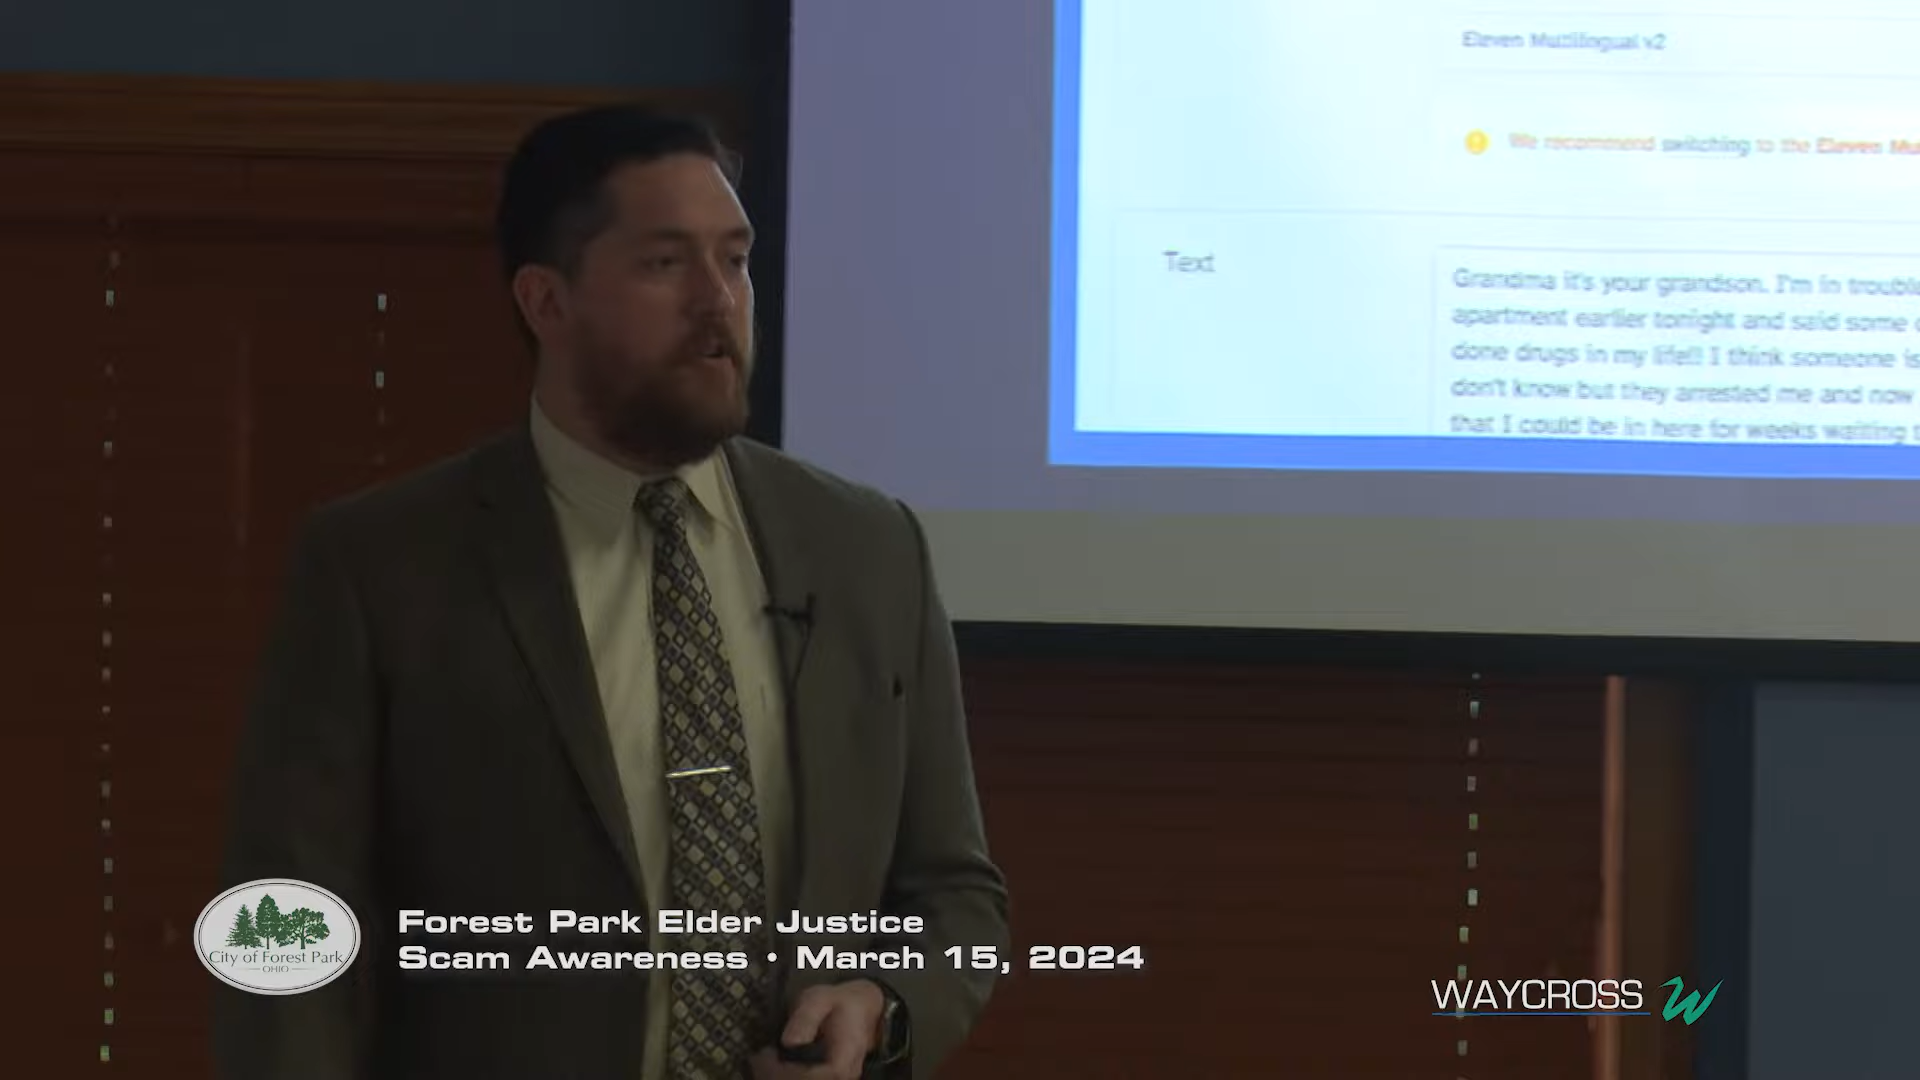 Eleven Multilingual v2
We recommend switching to the Eleven Mu
Text
Grandma it's your grandson. I'm in trouble
apartment earlier tonight and said some
done drugs in my life!! I think someone is
don't know but they arrested me and now
that I could be in here for weeks waiting
Forest Park Elder Justice
Scam Awareness • March 15, 2024
City of Forest Park
OHIO
WAYCROSS W